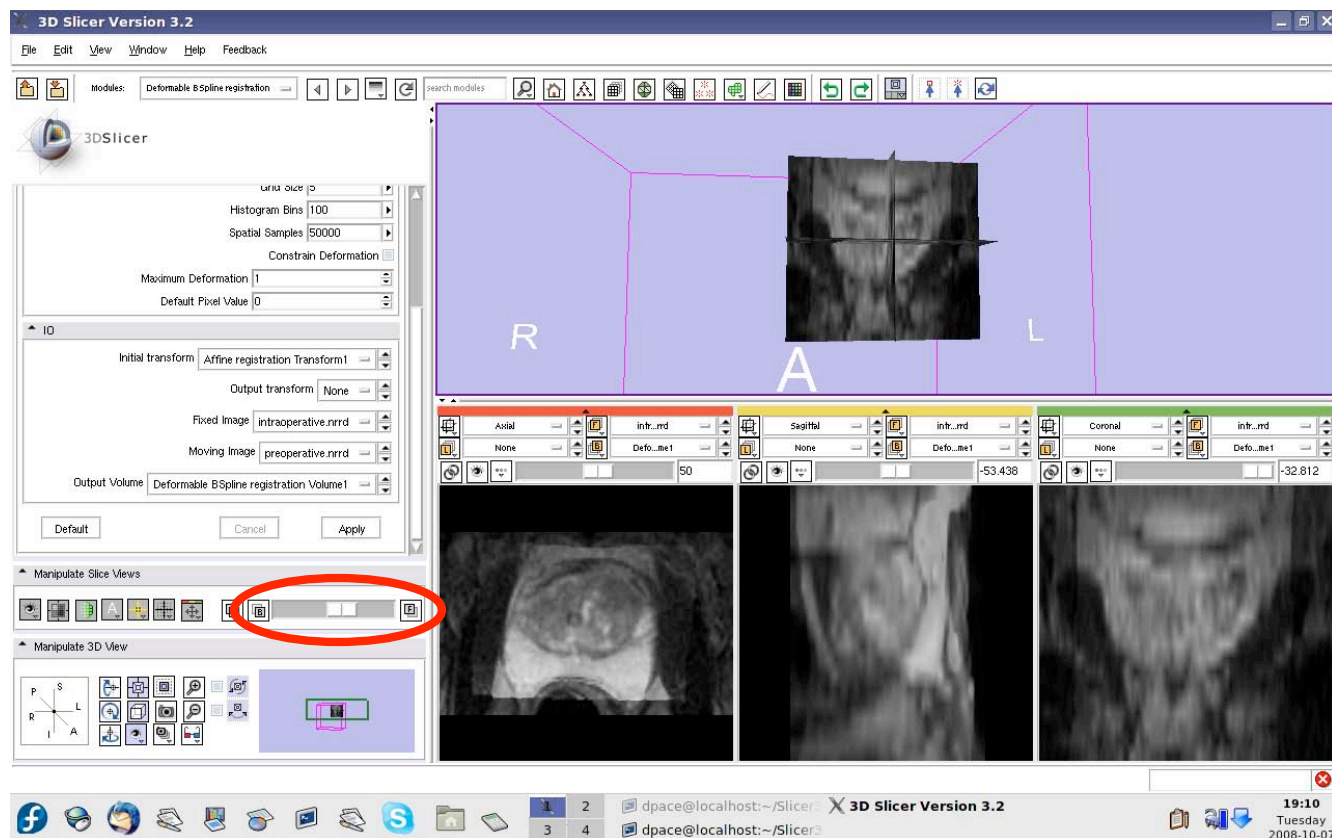 3D Slicer Version 3.2
File Edit View Window Help Feedback
Modules: Deformable BSpline registration search modules
3DSlicer
Grid Size 5
Histogram Bins 100
Spatial Samples 50000
Constrain Deformation
Maximum Deformation 1
Default Pixel Value 0
IO
Initial transform Affine registration Transform1
Output transform None
Fixed Image intraoperative.nrrd
Moving Image preoperative.nrrd
Output Volume Deformable BSpline registration Volume1
Default Cancel Apply
Manipulate Slice Views
B F
Manipulate 3D View
P S
R L
I A
R A L
Axial F intr...rrd
L None B Defo...me1
50
Sagittal F intr...rrd
L None B Defo...me1
-53.438
Coronal F intr...rrd
L None B Defo...me1
-32.812
1 2
3 4
dpace@localhost:~/Slicer3
3D Slicer Version 3.2
dpace@localhost:~/Slicer3
19:10
Tuesday